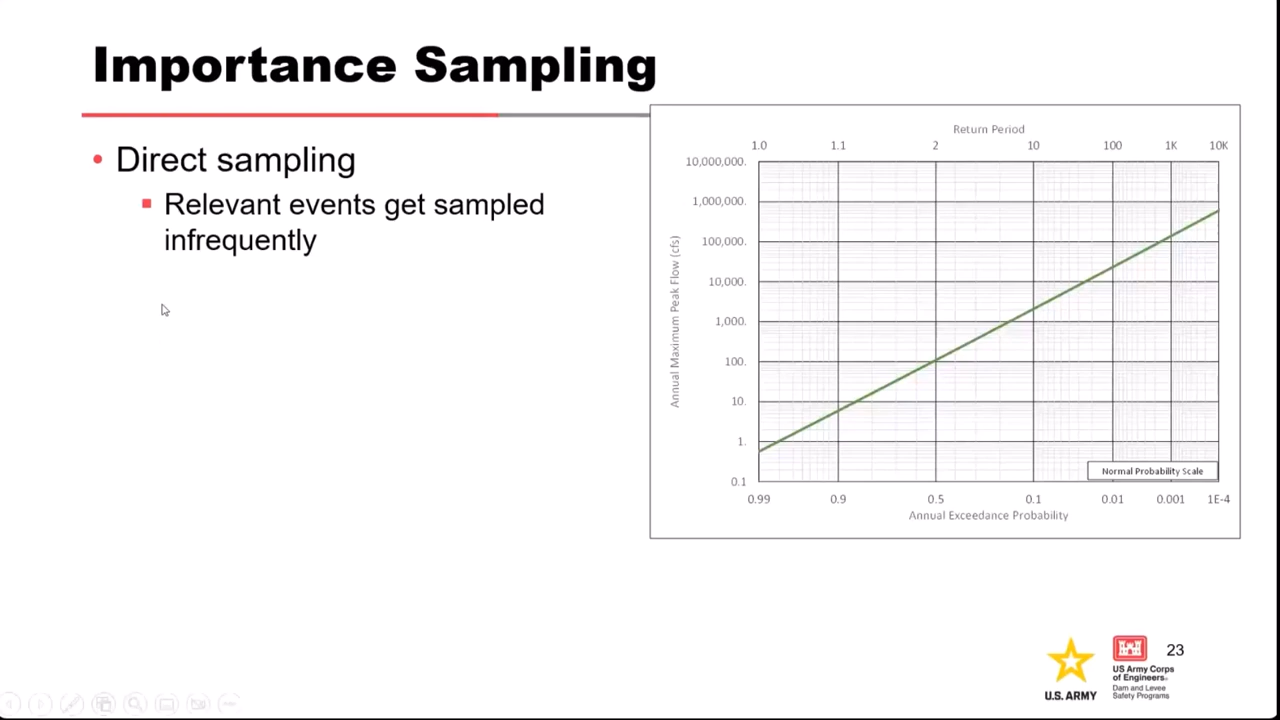 Importance Sampling
• Direct sampling
▪ Relevant events get sampled
infrequently
Return Period
1.0 1.1 2 10 100 1K 10K
10,000,000.
1,000,000.
100,000.
10,000.
1,000.
100.
10.
1.
0.1
Annual Maximum Peak Flow (cfs)
Normal Probability Scale
0.99 0.9 0.5 0.1 0.01 0.001 1E-4
Annual Exceedance Probability
23
U.S. ARMY
US Army Corps
of Engineers®
Dam and Levee
Safety Programs